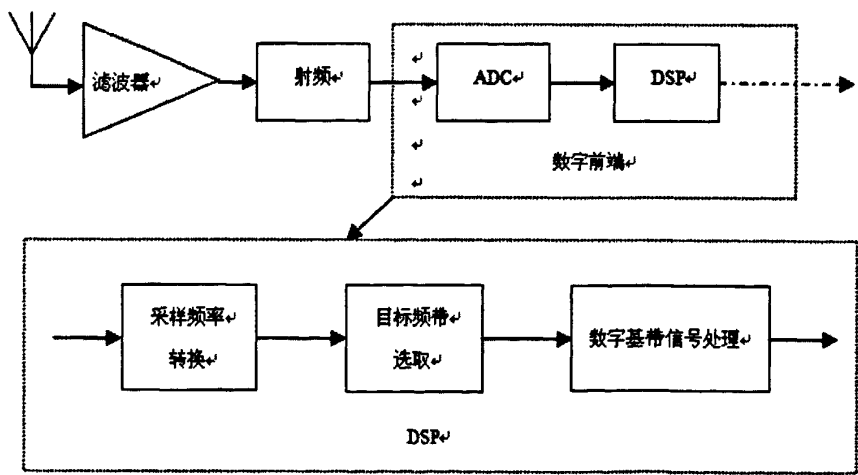 滤波器↵
射频↵
↵
↵
↵
↵
ADC↵
DSP↵
数字前端↵
采样频率↵
转换↵
目标频带↵
选取↵
数字基带信号处理↵
DSP↵